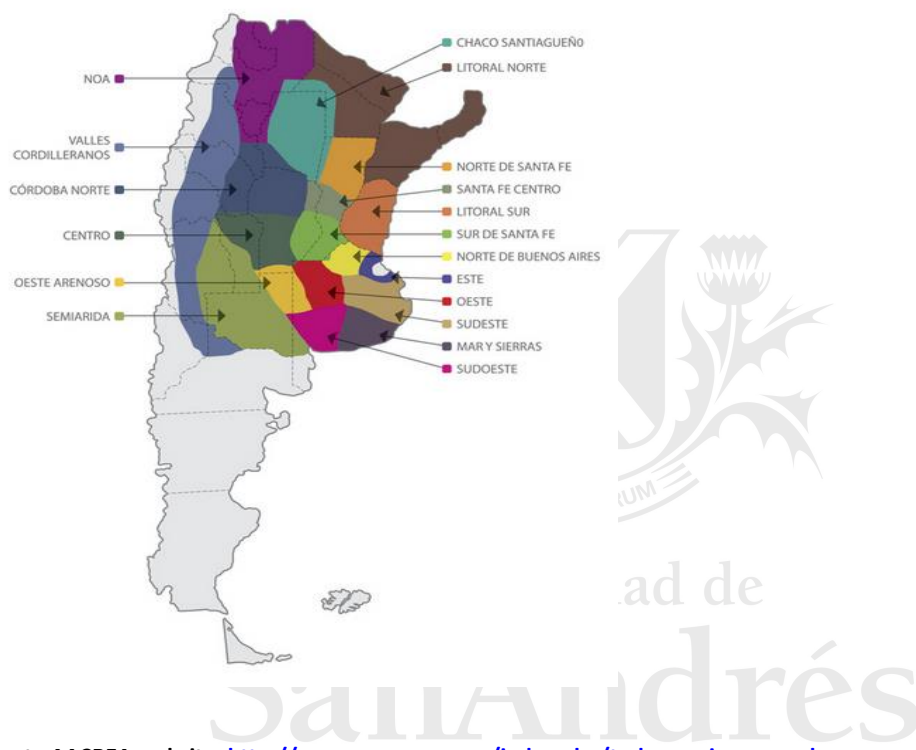 CHACO SANTIAGUEÑ0
LITORAL NORTE
NOA
VALLES
CORDILLERANOS
NORTE DE SANTA FE
CÓRDOBA NORTE
SANTA FE CENTRO
LITORAL SUR
CENTRO
SUR DE SANTA FE
NORTE DE BUENOS AIRES
OESTE ARENOSO
ESTE
OESTE
SEMIARIDA
SUDESTE
MAR Y SIERRAS
SUDOESTE
RUM
ad de
SanAndrés